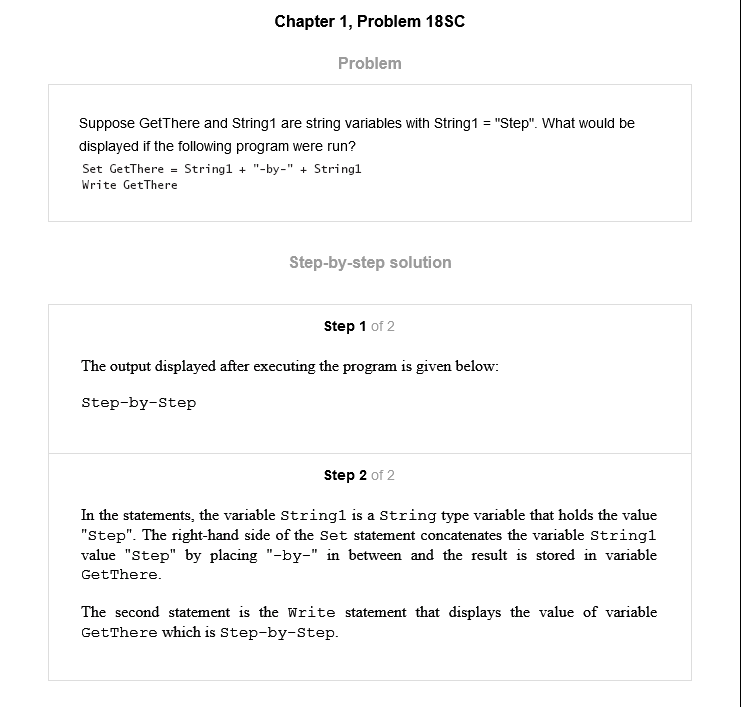 Chapter 1, Problem 18SC
Problem
Suppose GetThere and String1 are string variables with String1 = "Step". What would be
displayed if the following program were run?
Set GetThere = String1 + "-by-" + String1
Write GetThere
Step-by-step solution
Step 1 of 2
The output displayed after executing the program is given below:
Step-by-Step
Step 2 of 2
In the statements, the variable String1 is a String type variable that holds the value
"Step". The right-hand side of the Set statement concatenates the variable String1
value "Step" by placing "-by-" in between and the result is stored in variable
GetThere.
The second statement is the Write statement that displays the value of variable
GetThere which is Step-by-Step.